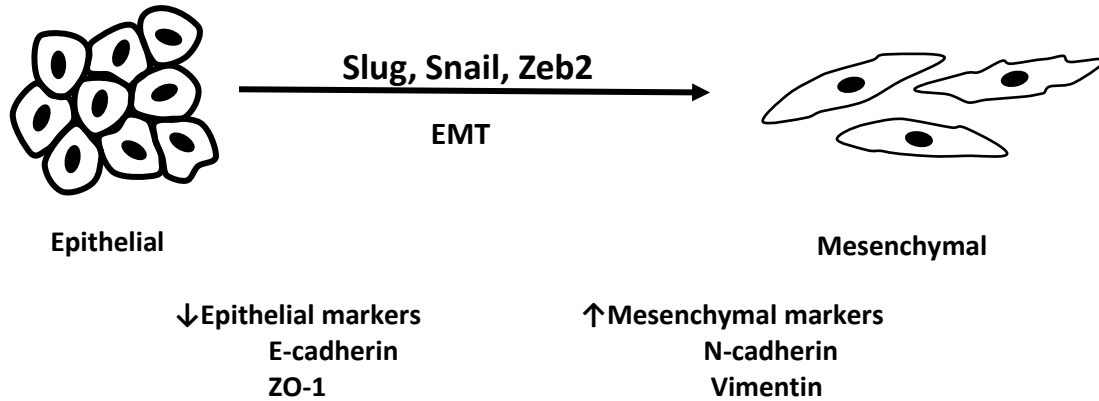 Slug, Snail, Zeb2
EMT
Epithelial
Mesenchymal
↓Epithelial markers
E-cadherin
ZO-1
↑Mesenchymal markers
N-cadherin
Vimentin